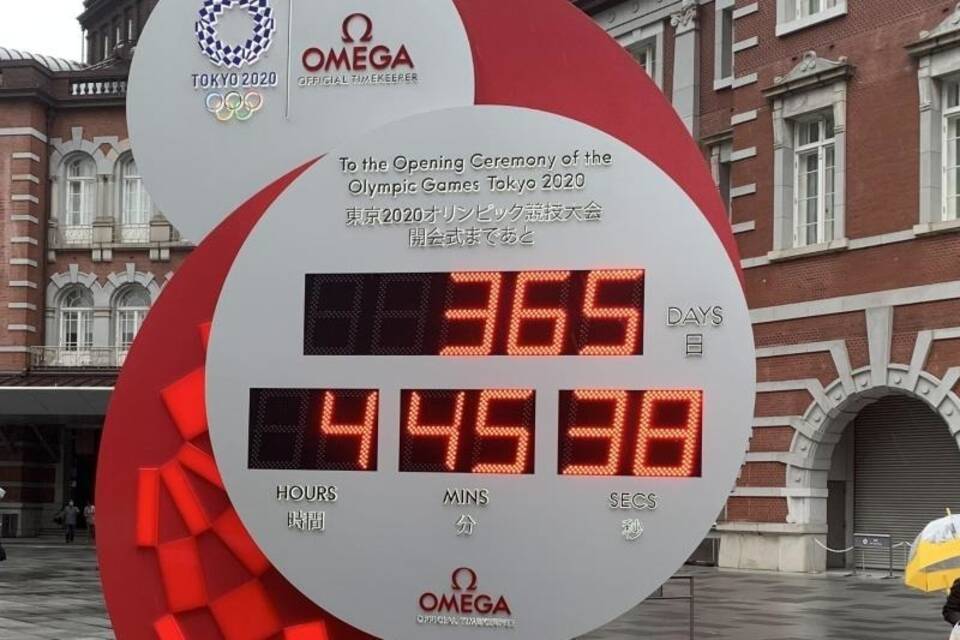 TOKYO 2020
Ω
OMEGA
OFFICIAL TIMEKEEPER
To the Opening Ceremony of the
Olympic Games Tokyo 2020
東京2020オリンピック競技大会
開会式まであと
365
DAYS
日
4 45 38
HOURS MINS SECS
時間 分 秒
Ω
OMEGA
OFFICIAL TIMEKEEPER